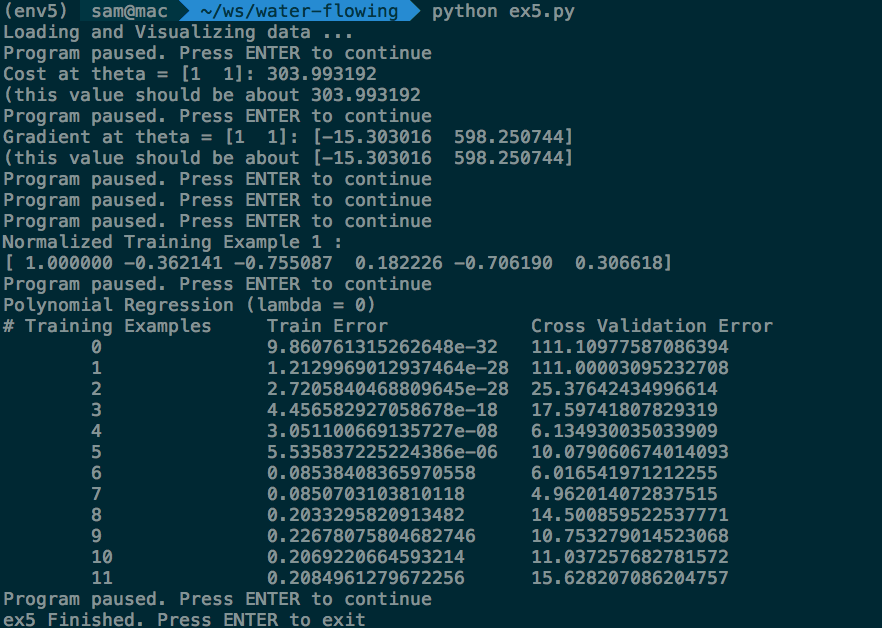 (env5) sam@mac ~/ws/water-flowing python ex5.py
Loading and Visualizing data ...
Program paused. Press ENTER to continue
Cost at theta = [1  1]: 303.993192
(this value should be about 303.993192
Program paused. Press ENTER to continue
Gradient at theta = [1  1]: [-15.303016  598.250744]
(this value should be about [-15.303016  598.250744]
Program paused. Press ENTER to continue
Program paused. Press ENTER to continue
Program paused. Press ENTER to continue
Normalized Training Example 1 :
[ 1.000000 -0.362141 -0.755087  0.182226 -0.706190  0.306618]
Program paused. Press ENTER to continue
Polynomial Regression (lambda = 0)
# Training Examples     Train Error             Cross Validation Error
        0               9.860761315262648e-32   111.10977587086394
        1               1.2129969012937464e-28  111.00003095232708
        2               2.7205840468809645e-28  25.37642434996614
        3               4.456582927058678e-18   17.59741807829319
        4               3.051100669135727e-08   6.134930035033909
        5               5.535837225224386e-06   10.079060674014093
        6               0.08538408365970558     6.016541971212255
        7               0.0850703103810118      4.962014072837515
        8               0.2033295820913482      14.500859522537771
        9               0.22678075804682746     10.753279014523068
        10              0.2069220664593214      11.037257682781572
        11              0.2084961279672256      15.628207086204757
Program paused. Press ENTER to continue
ex5 Finished. Press ENTER to exit